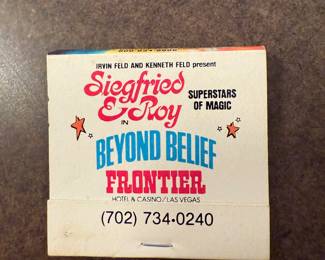 IRVIN FELD AND KENNETH FELD present
Siegfried
& Roy
SUPERSTARS
OF MAGIC
IN
BEYOND BELIEF
FRONTIER
HOTEL & CASINO/LAS VEGAS
(702) 734•0240